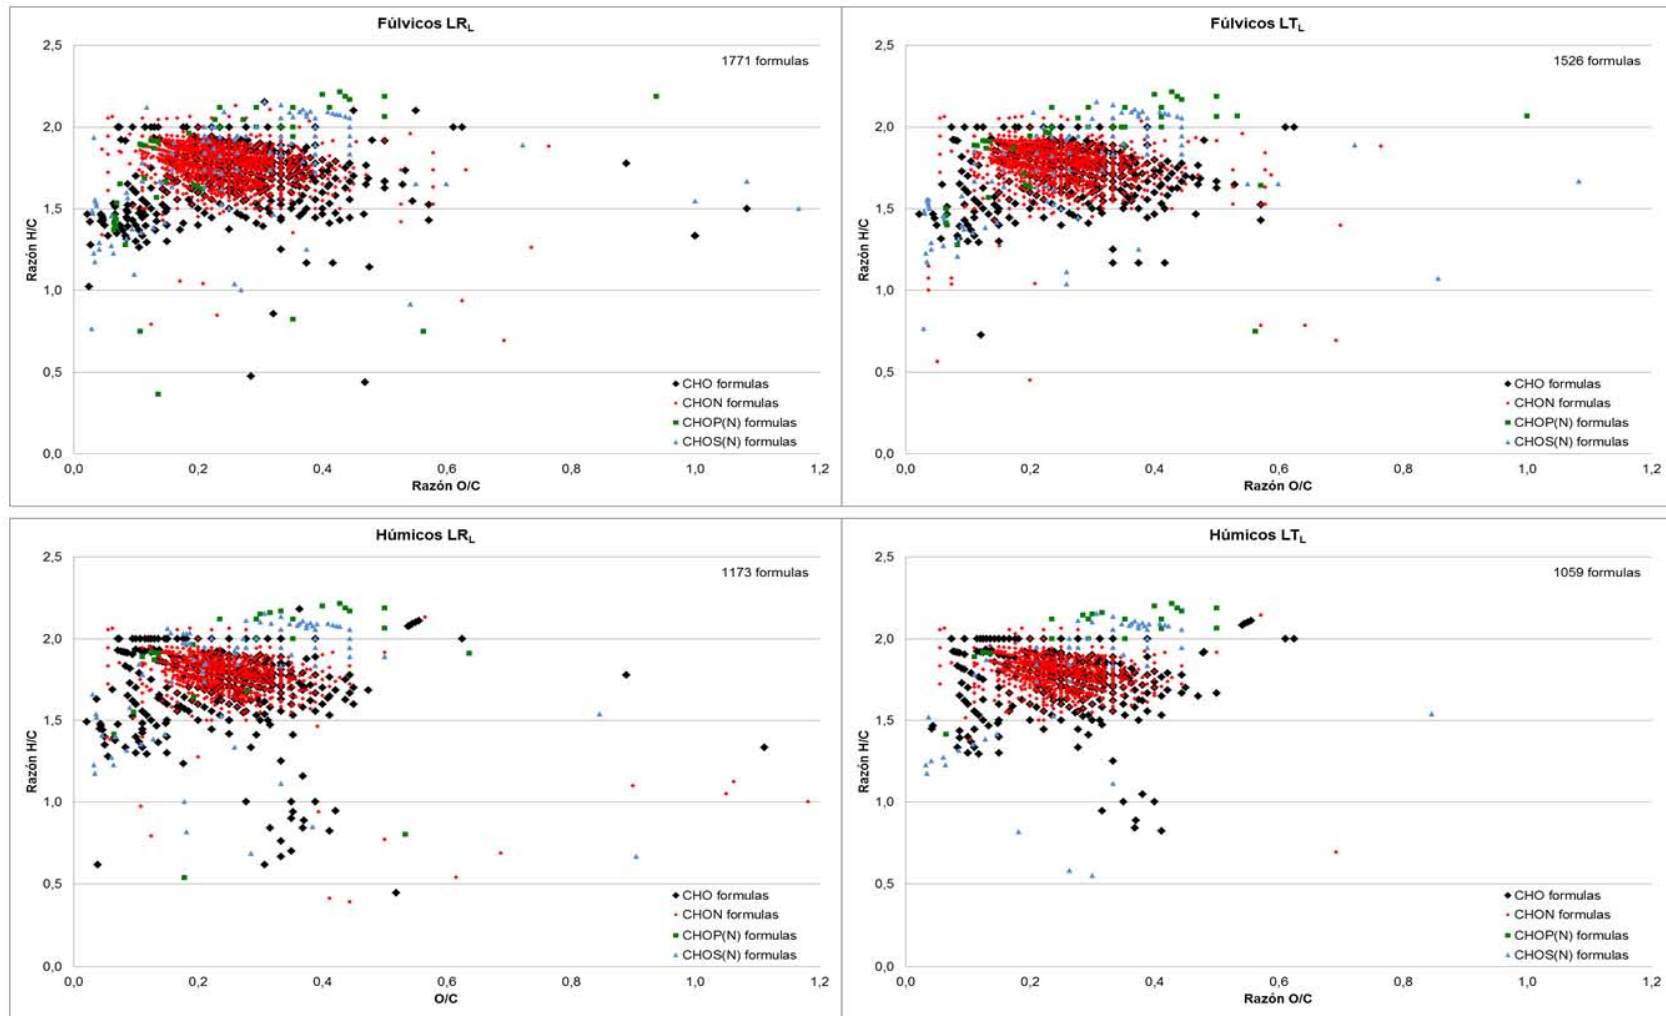 Fúlvicos LR_L
1771 formulas
Razón H/C
2,5
2,0
1,5
1,0
0,5
0,0
CHO formulas
CHON formulas
CHOP(N) formulas
CHOS(N) formulas
0,0 0,2 0,4 0,6 0,8 1,0 1,2
Razón O/C
Fúlvicos LT_L
1526 formulas
Razón H/C
2,5
2,0
1,5
1,0
0,5
0,0
CHO formulas
CHON formulas
CHOP(N) formulas
CHOS(N) formulas
0,0 0,2 0,4 0,6 0,8 1,0 1,2
Razón O/C
Húmicos LR_L
1173 formulas
Razón H/C
2,5
2,0
1,5
1,0
0,5
0,0
CHO formulas
CHON formulas
CHOP(N) formulas
CHOS(N) formulas
0,0 0,2 0,4 0,6 0,8 1,0 1,2
O/C
Húmicos LT_L
1059 formulas
Razón H/C
2,5
2,0
1,5
1,0
0,5
0,0
CHO formulas
CHON formulas
CHOP(N) formulas
CHOS(N) formulas
0,0 0,2 0,4 0,6 0,8 1,0 1,2
Razón O/C